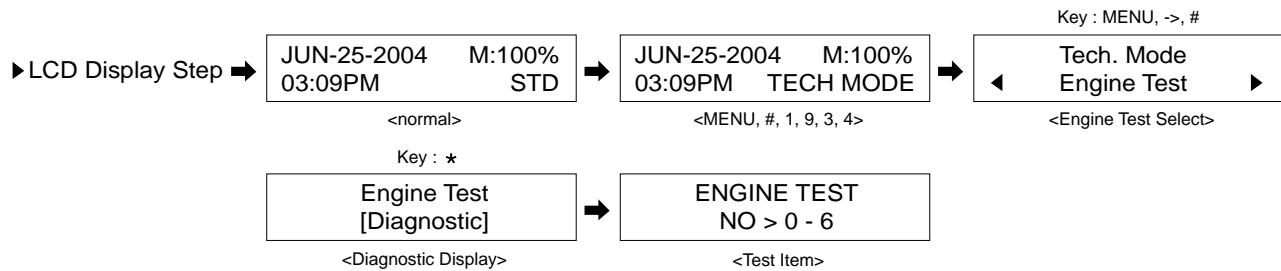 Key : MENU, ->, #
▶LCD Display Step ➡
JUN-25-2004 M:100%
03:09PM STD
➡
JUN-25-2004 M:100%
03:09PM TECH MODE
➡
Tech. Mode
◀ Engine Test ▶
<normal>
<MENU, #, 1, 9, 3, 4>
<Engine Test Select>
Key : *
Engine Test
[Diagnostic]
➡
ENGINE TEST
NO > 0 - 6
<Diagnostic Display>
<Test Item>